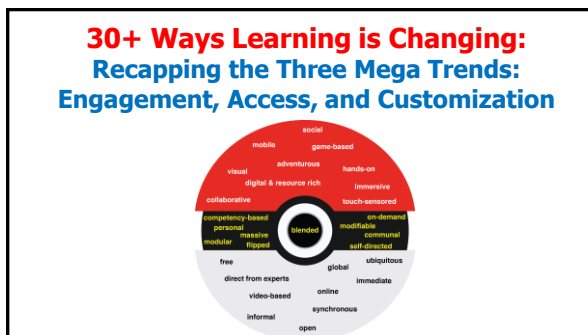 30+ Ways Learning is Changing:
Recapping the Three Mega Trends:
Engagement, Access, and Customization
social
mobile
game-based
adventurous
visual
hands-on
digital & resource rich
immersive
collaborative
touch-sensored
competency-based
on-demand
personal
modifiable
blended
massive
communal
modular
flipped
self-directed
free
ubiquitous
global
direct from experts
immediate
online
video-based
synchronous
informal
open